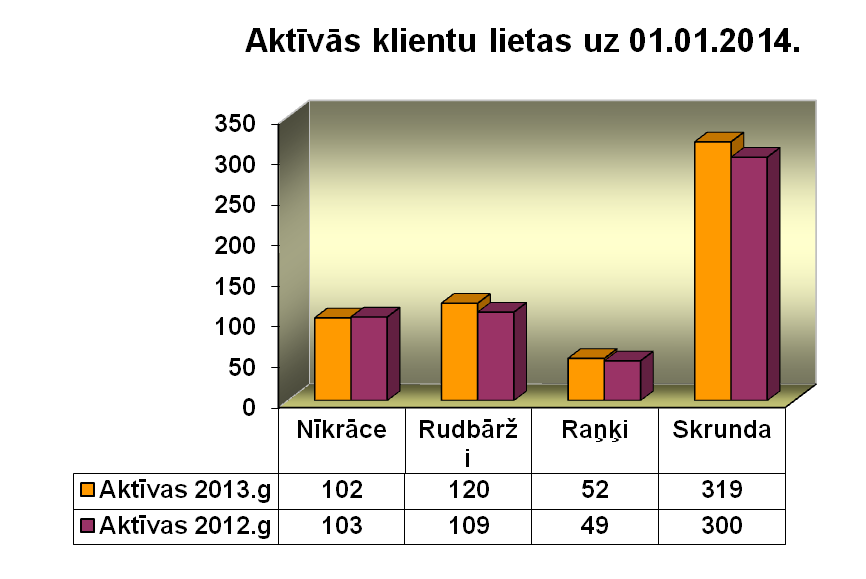 Aktīvās klientu lietas uz 01.01.2014.
350
300
250
200
150
100
50
0
Nīkrāce Rudbārž Raņķi Skrunda
i
Aktīvas 2013.g 102 120 52 319
Aktīvas 2012.g 103 109 49 300